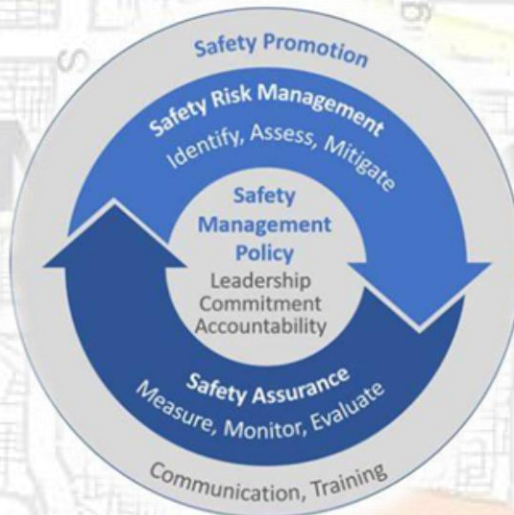 Safety Promotion
Safety Risk Management
Identify, Assess, Mitigate
Safety
Management
Policy
Leadership
Commitment
Accountability
Safety Assurance
Measure, Monitor, Evaluate
Communication, Training